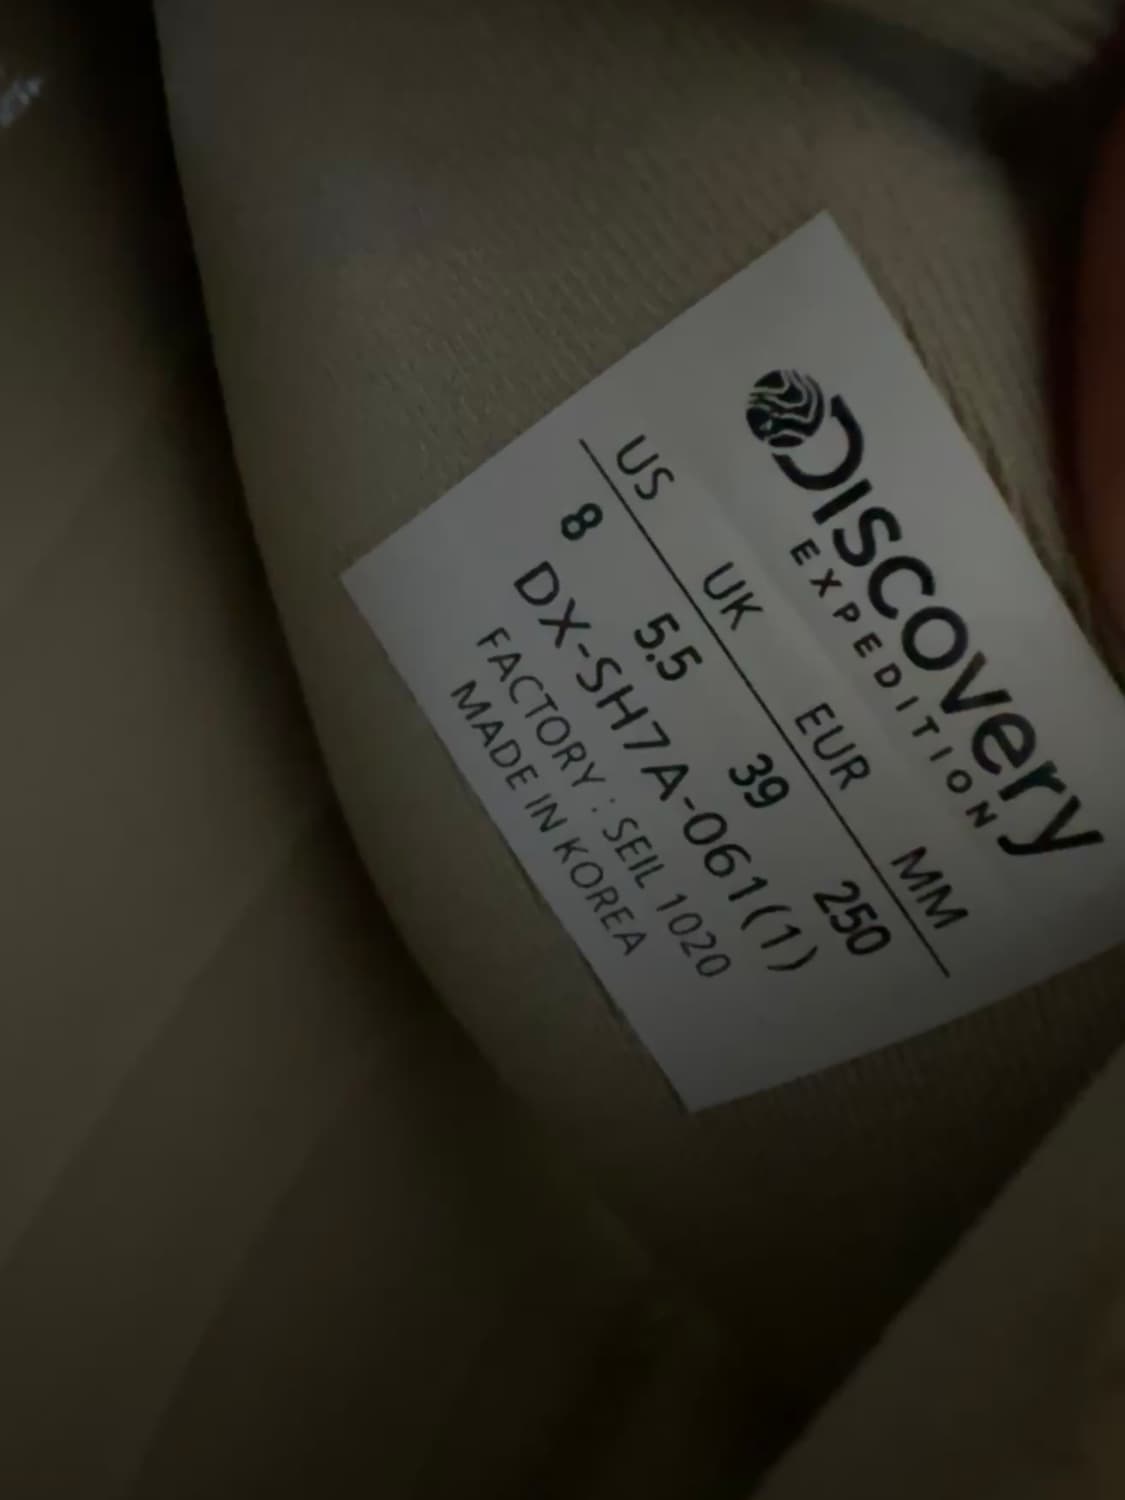 DISCOVery
EXPEDITION
US UK EUR MM
8 5.5 39 250
DX-SH7A-061(1)
FACTORY : SEIL 1020
MADE IN KOREA